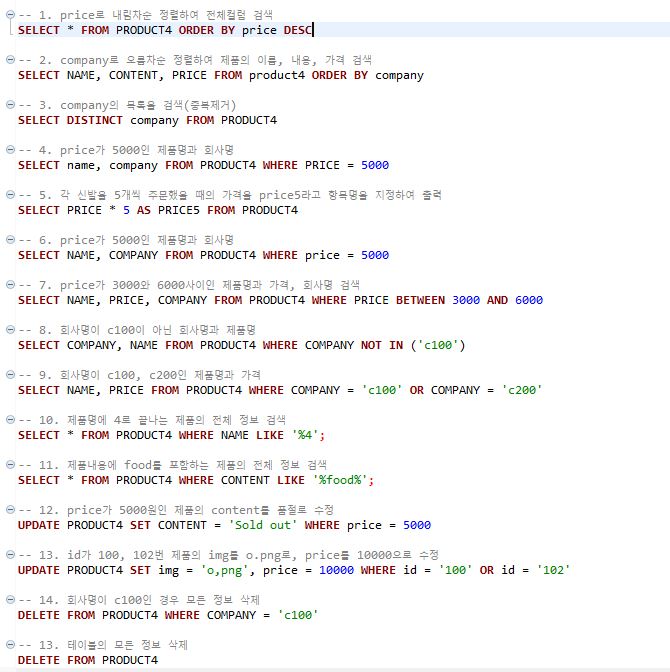 -- 1. price로 내림차순 정렬하여 전체컬럼 검색
SELECT * FROM PRODUCT4 ORDER BY price DESC
-- 2. company로 오름차순 정렬하여 제품의 이름, 내용, 가격 검색
SELECT NAME, CONTENT, PRICE FROM product4 ORDER BY company
-- 3. company의 목록을 검색(중복제거)
SELECT DISTINCT company FROM PRODUCT4
-- 4. price가 5000인 제품명과 회사명
SELECT name, company FROM PRODUCT4 WHERE PRICE = 5000
-- 5. 각 신발을 5개씩 주문했을 때의 가격을 price5라고 항목명을 지정하여 출력
SELECT PRICE * 5 AS PRICE5 FROM PRODUCT4
-- 6. price가 5000인 제품명과 회사명
SELECT NAME, COMPANY FROM PRODUCT4 WHERE price = 5000
-- 7. price가 3000와 6000사이인 제품명과 가격, 회사명 검색
SELECT NAME, PRICE, COMPANY FROM PRODUCT4 WHERE PRICE BETWEEN 3000 AND 6000
-- 8. 회사명이 c100이 아닌 회사명과 제품명
SELECT COMPANY, NAME FROM PRODUCT4 WHERE COMPANY NOT IN ('c100')
-- 9. 회사명이 c100, c200인 제품명과 가격
SELECT NAME, PRICE FROM PRODUCT4 WHERE COMPANY = 'c100' OR COMPANY = 'c200'
-- 10. 제품명에 4로 끝나는 제품의 전체 정보 검색
SELECT * FROM PRODUCT4 WHERE NAME LIKE '%4';
-- 11. 제품내용에 food를 포함하는 제품의 전체 정보 검색
SELECT * FROM PRODUCT4 WHERE CONTENT LIKE '%food%';
-- 12. price가 5000원인 제품의 content를 품절로 수정
UPDATE PRODUCT4 SET CONTENT = 'Sold out' WHERE price = 5000
-- 13. id가 100, 102번 제품의 img를 o.png로, price를 10000으로 수정
UPDATE PRODUCT4 SET img = 'o,png', price = 10000 WHERE id = '100' OR id = '102'
-- 14. 회사명이 c100인 경우 모든 정보 삭제
DELETE FROM PRODUCT4 WHERE COMPANY = 'c100'
-- 13. 테이블의 모든 정보 삭제
DELETE FROM PRODUCT4